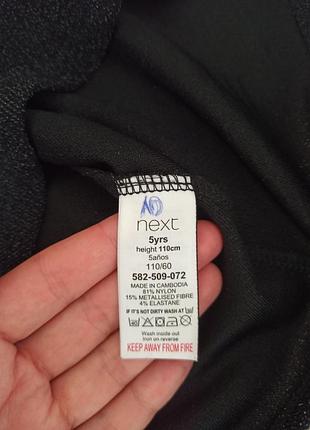 next
5yrs
height 110cm
5años
110/60
582-509-072
MADE IN CAMBODIA
81% NYLON
15% METALLISED FIBRE
4% ELASTANE
IF IT'S NOT DIRTY WASH AT
Wash inside out
Iron on reverse
KEEP AWAY FROM FIRE